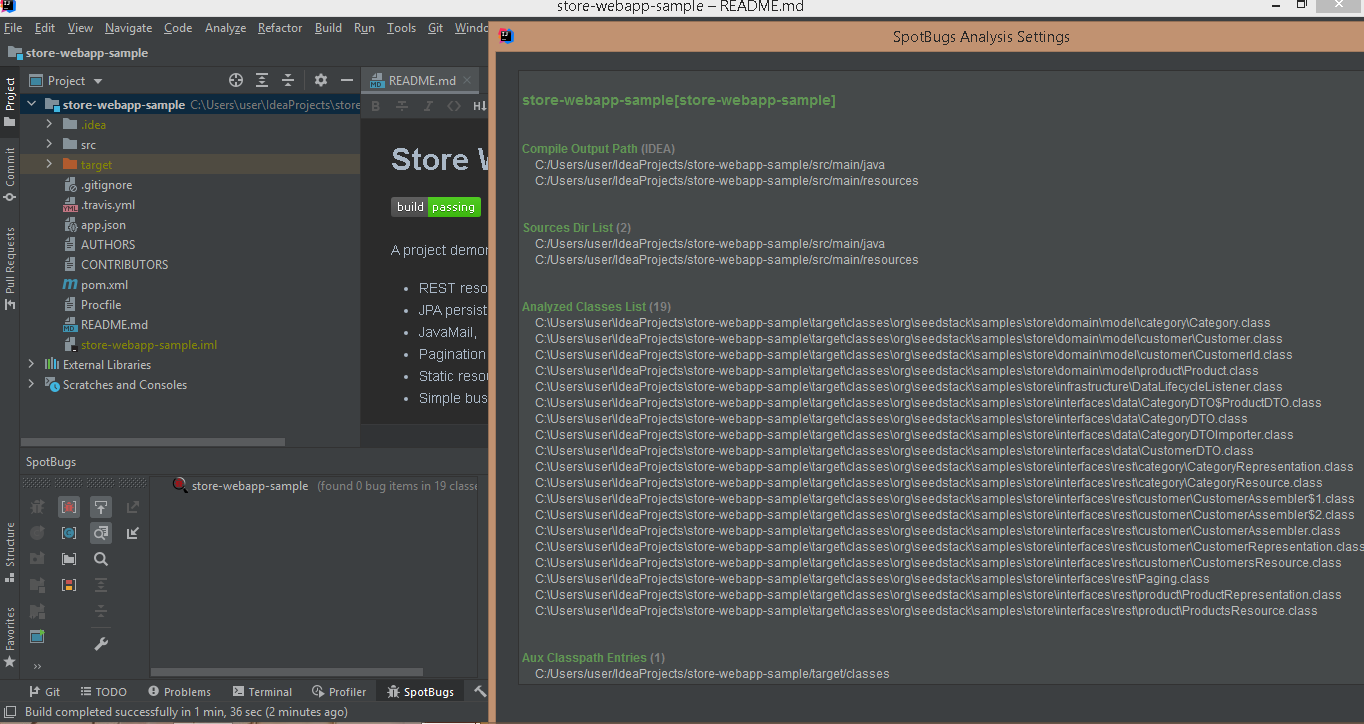 store-webapp-sample – README.md
File Edit View Navigate Code Analyze Refactor Build Run Tools Git Windo
store-webapp-sample
SpotBugs Analysis Settings
Project
Commit
Pull Requests
Structure
Favorites
Project
README.md
store-webapp-sample C:\Users\user\IdeaProjects\store
.idea
src
target
.gitignore
.travis.yml
app.json
AUTHORS
CONTRIBUTORS
pom.xml
Procfile
README.md
store-webapp-sample.iml
External Libraries
Scratches and Consoles
B I H↓
Store W
build passing
A project demon
• REST reso
• JPA persist
• JavaMail,
• Pagination
• Static resou
• Simple bus
store-webapp-sample[store-webapp-sample]
Compile Output Path (IDEA)
C:/Users/user/IdeaProjects/store-webapp-sample/src/main/java
C:/Users/user/IdeaProjects/store-webapp-sample/src/main/resources
Sources Dir List (2)
C:/Users/user/IdeaProjects/store-webapp-sample/src/main/java
C:/Users/user/IdeaProjects/store-webapp-sample/src/main/resources
Analyzed Classes List (19)
C:\Users\user\IdeaProjects\store-webapp-sample\target\classes\org\seedstack\samples\store\domain\model\category\Category.class
C:\Users\user\IdeaProjects\store-webapp-sample\target\classes\org\seedstack\samples\store\domain\model\customer\Customer.class
C:\Users\user\IdeaProjects\store-webapp-sample\target\classes\org\seedstack\samples\store\domain\model\customer\CustomerId.class
C:\Users\user\IdeaProjects\store-webapp-sample\target\classes\org\seedstack\samples\store\domain\model\product\Product.class
C:\Users\user\IdeaProjects\store-webapp-sample\target\classes\org\seedstack\samples\store\infrastructure\DataLifecycleListener.class
C:\Users\user\IdeaProjects\store-webapp-sample\target\classes\org\seedstack\samples\store\interfaces\data\CategoryDTO$ProductDTO.class
C:\Users\user\IdeaProjects\store-webapp-sample\target\classes\org\seedstack\samples\store\interfaces\data\CategoryDTO.class
C:\Users\user\IdeaProjects\store-webapp-sample\target\classes\org\seedstack\samples\store\interfaces\data\CategoryDTOImporter.class
C:\Users\user\IdeaProjects\store-webapp-sample\target\classes\org\seedstack\samples\store\interfaces\data\CustomerDTO.class
C:\Users\user\IdeaProjects\store-webapp-sample\target\classes\org\seedstack\samples\store\interfaces\rest\category\CategoryRepresentation.class
C:\Users\user\IdeaProjects\store-webapp-sample\target\classes\org\seedstack\samples\store\interfaces\rest\category\CategoryResource.class
C:\Users\user\IdeaProjects\store-webapp-sample\target\classes\org\seedstack\samples\store\interfaces\rest\customer\CustomerAssembler$1.class
C:\Users\user\IdeaProjects\store-webapp-sample\target\classes\org\seedstack\samples\store\interfaces\rest\customer\CustomerAssembler$2.class
C:\Users\user\IdeaProjects\store-webapp-sample\target\classes\org\seedstack\samples\store\interfaces\rest\customer\CustomerAssembler.class
C:\Users\user\IdeaProjects\store-webapp-sample\target\classes\org\seedstack\samples\store\interfaces\rest\customer\CustomerRepresentation.class
C:\Users\user\IdeaProjects\store-webapp-sample\target\classes\org\seedstack\samples\store\interfaces\rest\customer\CustomersResource.class
C:\Users\user\IdeaProjects\store-webapp-sample\target\classes\org\seedstack\samples\store\interfaces\rest\Paging.class
C:\Users\user\IdeaProjects\store-webapp-sample\target\classes\org\seedstack\samples\store\interfaces\rest\product\ProductRepresentation.class
C:\Users\user\IdeaProjects\store-webapp-sample\target\classes\org\seedstack\samples\store\interfaces\rest\product\ProductsResource.class
Aux Classpath Entries (1)
C:/Users/user/IdeaProjects/store-webapp-sample/target/classes
SpotBugs
store-webapp-sample (found 0 bug items in 19 classe
Git TODO Problems Terminal Profiler SpotBugs
Build completed successfully in 1 min, 36 sec (2 minutes ago)